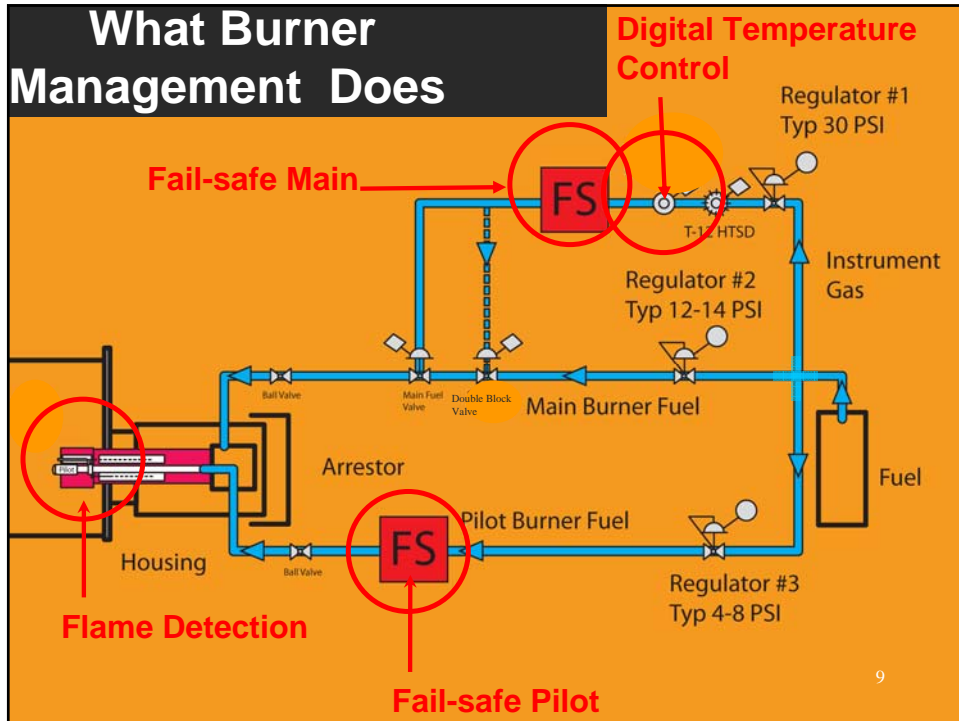 What Burner
Management Does
Digital Temperature
Control
Regulator #1
Typ 30 PSI
Fail-safe Main
FS
T-12 HTSD
Instrument
Gas
Regulator #2
Typ 12-14 PSI
Ball Valve
Main Fuel
Valve
Double Block
Valve
Main Burner Fuel
Pilot
Arrestor
Fuel
Pilot Burner Fuel
FS
Housing
Ball Valve
Regulator #3
Typ 4-8 PSI
Flame Detection
Fail-safe Pilot
9